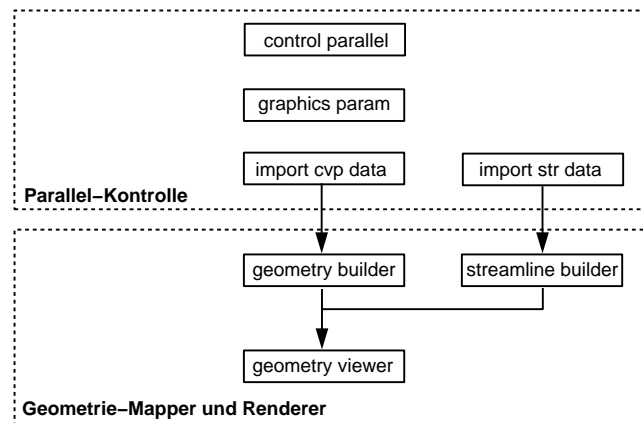 control parallel
graphics param
import cvp data
import str data
Parallel–Kontrolle
geometry builder
streamline builder
geometry viewer
Geometrie–Mapper und Renderer